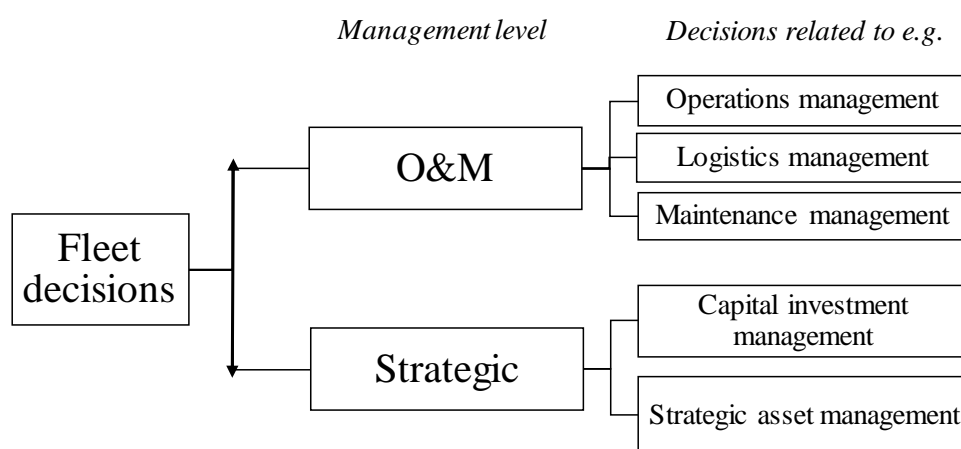 Management level
Decisions related to e.g.
Operations management
O&M
Logistics management
Maintenance management
Fleet
decisions
Capital investment
management
Strategic
Strategic asset management